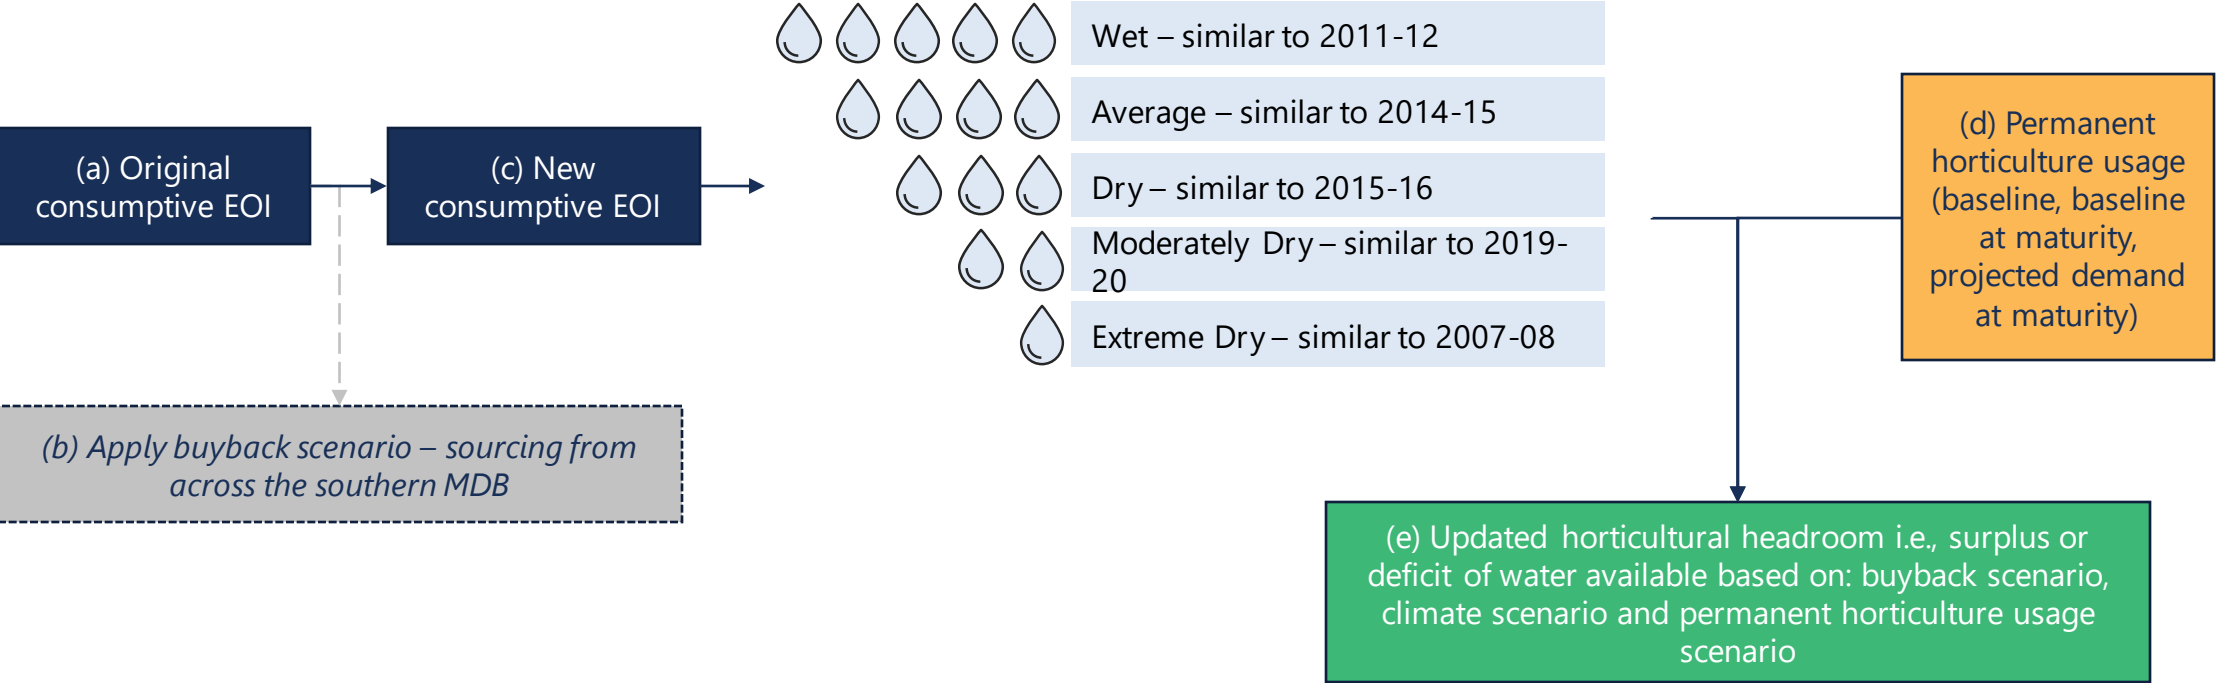 (a) Original
consumptive EOI
(c) New
consumptive EOI
Wet – similar to 2011-12
Average – similar to 2014-15
Dry – similar to 2015-16
Moderately Dry – similar to 2019-
20
Extreme Dry – similar to 2007-08
(d) Permanent
horticulture usage
(baseline, baseline
at maturity,
projected demand
at maturity)
(b) Apply buyback scenario – sourcing from
across the southern MDB
(e) Updated horticultural headroom i.e., surplus or
deficit of water available based on: buyback scenario,
climate scenario and permanent horticulture usage
scenario